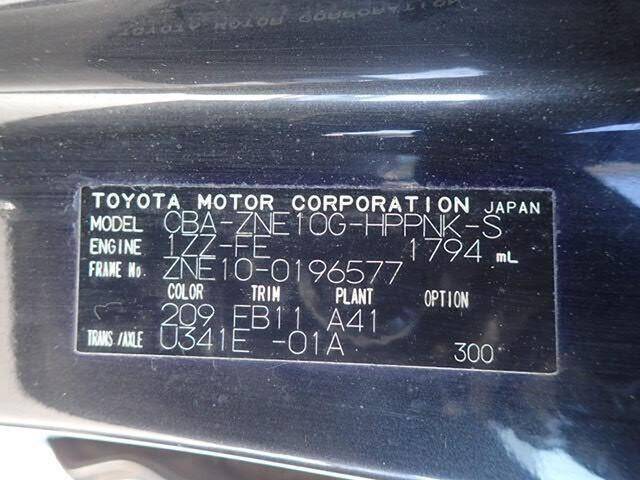 TOYOTA MOTOR CORPORATION JAPAN
MODEL CBA-ZNE10G-HPPNK-S
ENGINE 1ZZ-FE 1794 mL
FRAME No. ZNE10-0196577
COLOR TRIM PLANT OPTION
209 FB11 A41
TRANS./AXLE U341E -01A 300